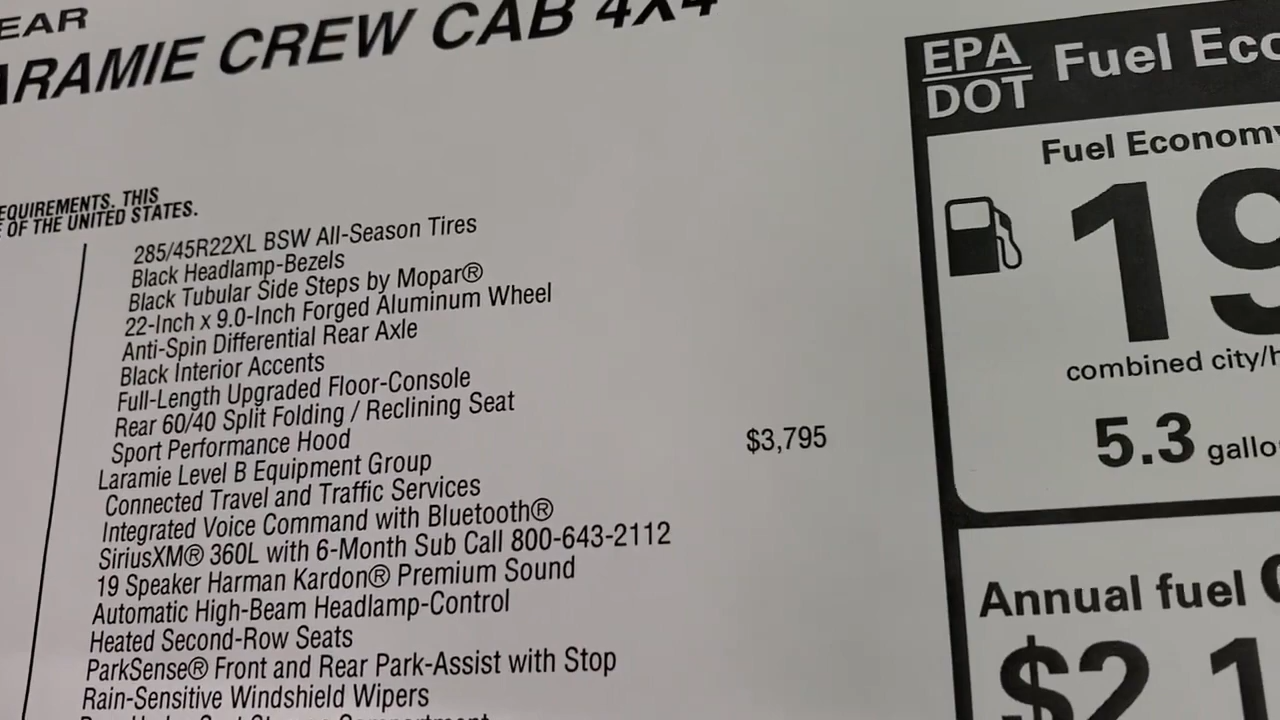 EAR
ARAMIE CREW CAB 4X4
EQUIREMENTS. THIS
OF THE UNITED STATES.
285/45R22XL BSW All-Season Tires
Black Headlamp-Bezels
Black Tubular Side Steps by Mopar®
22-Inch x 9.0-Inch Forged Aluminum Wheel
Anti-Spin Differential Rear Axle
Black Interior Accents
Full-Length Upgraded Floor-Console
Rear 60/40 Split Folding / Reclining Seat
Sport Performance Hood
Laramie Level B Equipment Group $3,795
Connected Travel and Traffic Services
Integrated Voice Command with Bluetooth®
SiriusXM® 360L with 6-Month Sub Call 800-643-2112
19 Speaker Harman Kardon® Premium Sound
Automatic High-Beam Headlamp-Control
Heated Second-Row Seats
ParkSense® Front and Rear Park-Assist with Stop
Rain-Sensitive Windshield Wipers
EPA
DOT
Fuel Eco
Fuel Economy
19
combined city/h
5.3 gallo
Annual fuel
$2,1